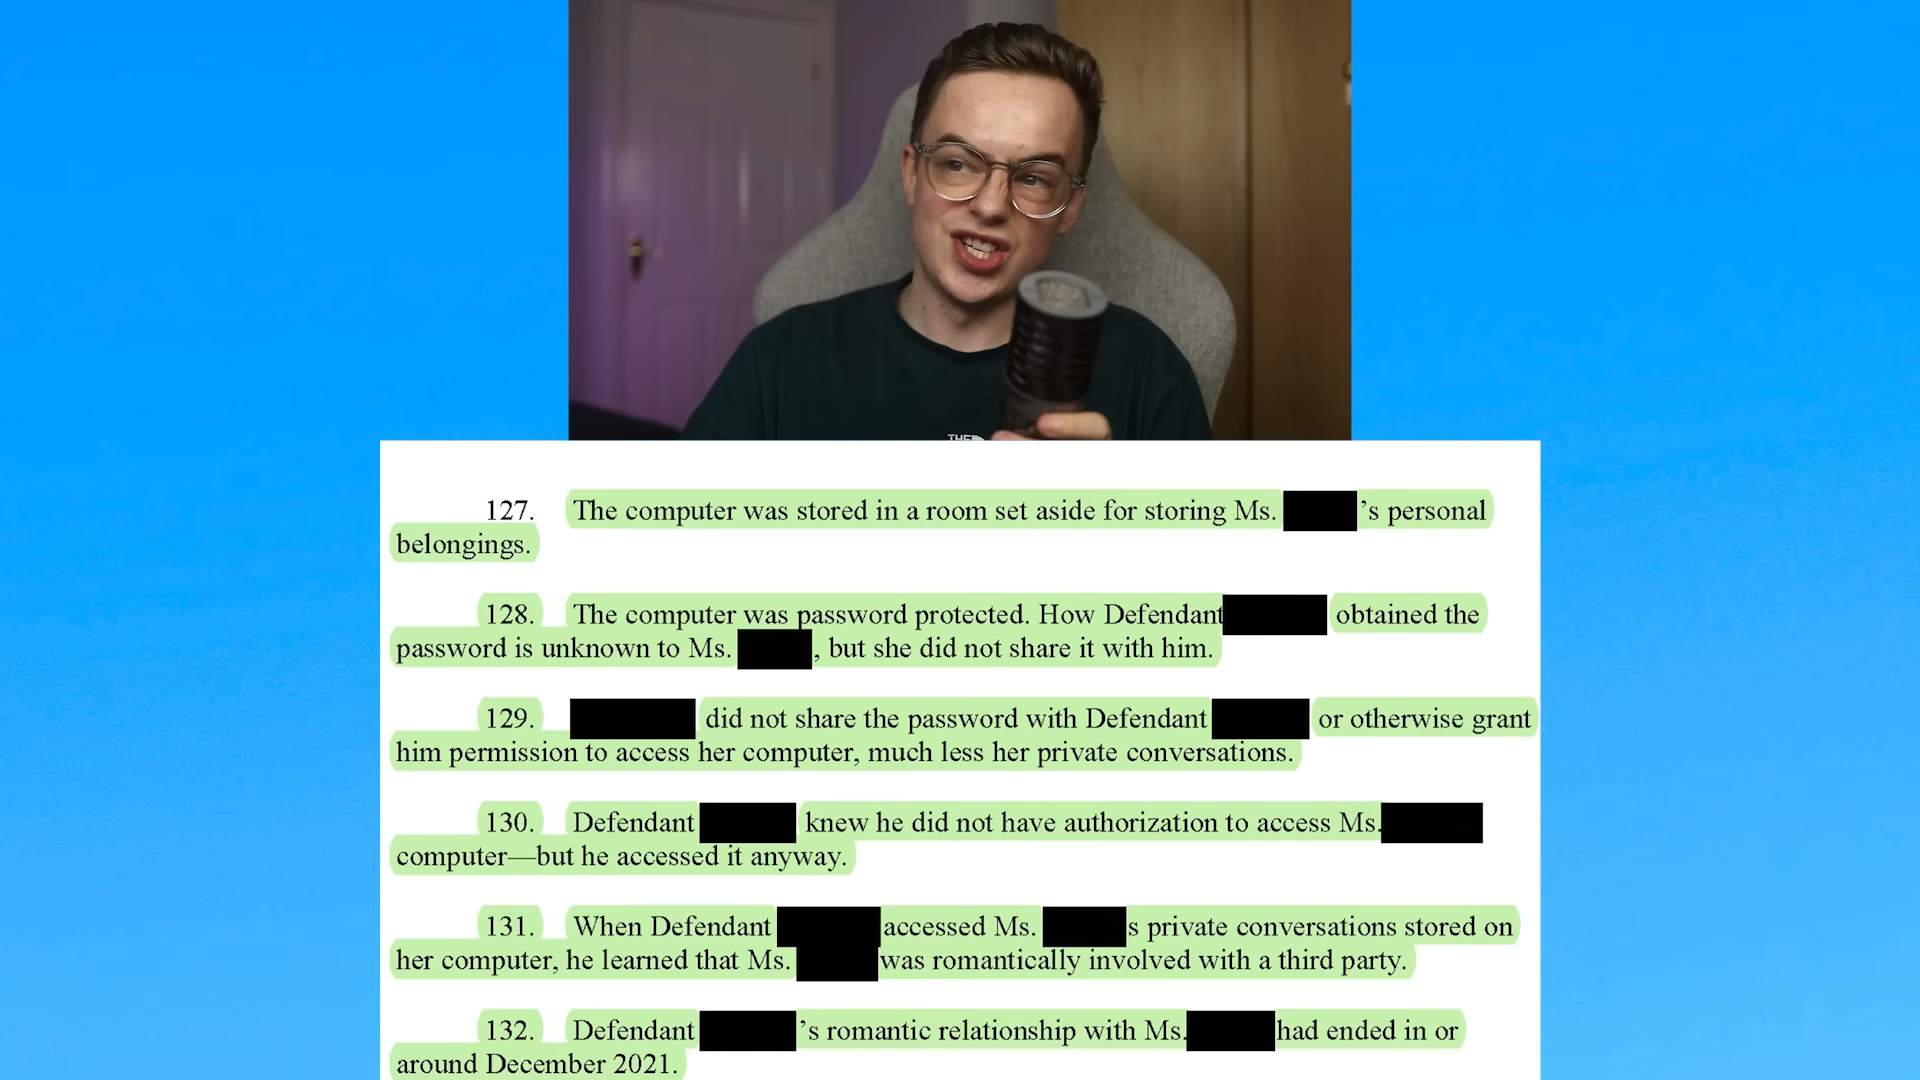 THE
127. The computer was stored in a room set aside for storing Ms. 's personal
belongings.
128. The computer was password protected. How Defendant obtained the
password is unknown to Ms. , but she did not share it with him.
129. did not share the password with Defendant or otherwise grant
him permission to access her computer, much less her private conversations.
130. Defendant knew he did not have authorization to access Ms.
computer—but he accessed it anyway.
131. When Defendant accessed Ms. s private conversations stored on
her computer, he learned that Ms. was romantically involved with a third party.
132. Defendant 's romantic relationship with Ms. had ended in or
around December 2021.